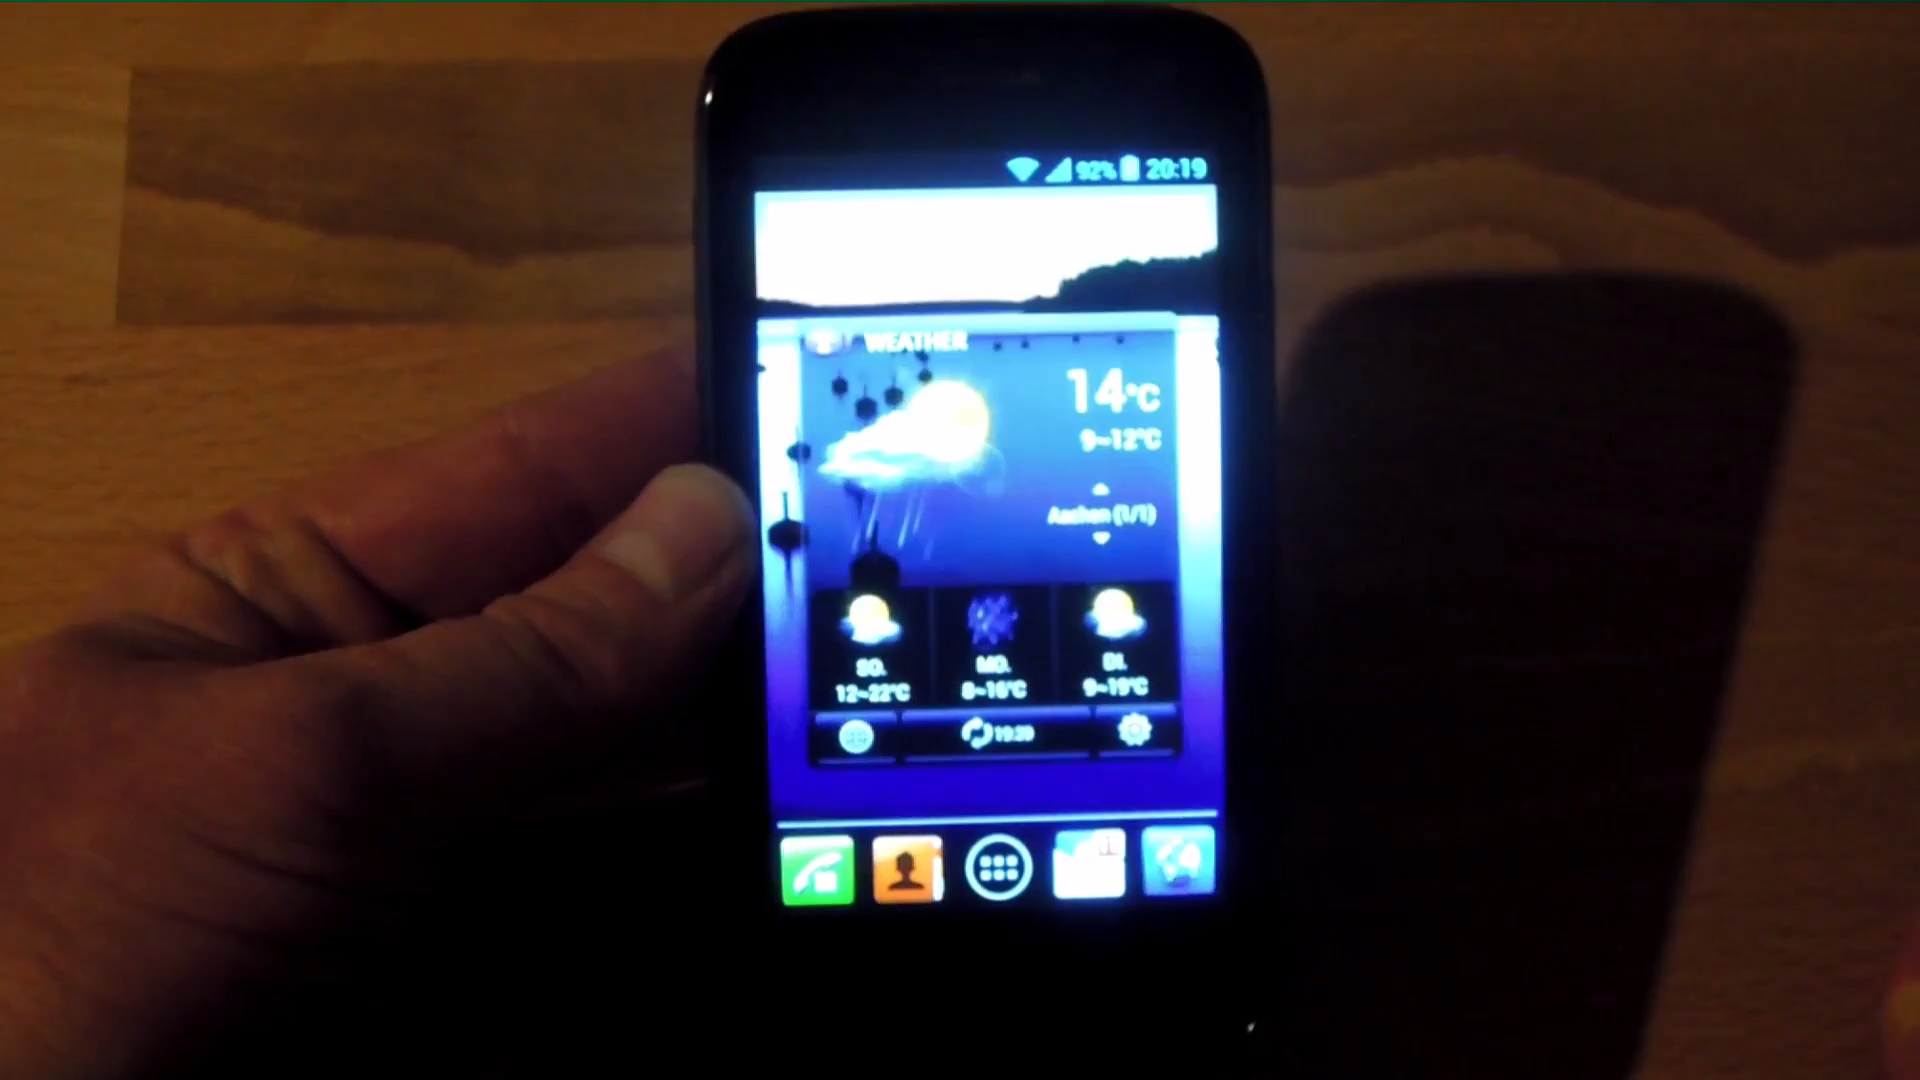 92% 20:19
WEATHER
14°C
9~12°C
Aachen (1/1)
SO. MO. DI.
12~22°C 8~16°C 9~19°C
19:39